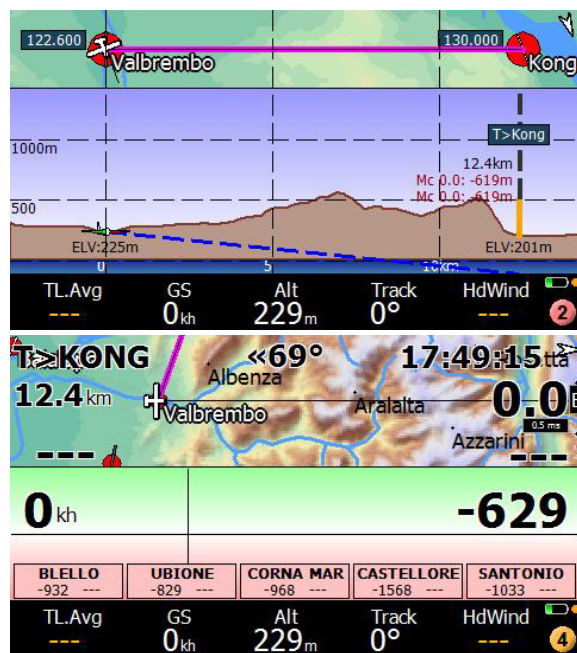 122.600 130.000
Valbrembo Kong
T>Kong
1000m
12.4km
Mc 0.0: -619m
Mc 0.0: -619m
500
ELV:225m ELV:201m
0 5 10km
TL.Avg GS Alt Track HdWind
--- 0kh 229m 0° --- 2
T>KONG «69° 17:49:15
Albenza
12.4km Valbrembo Aralalta 0.0
0.5 ms
Azzarini
--- ---
0kh -629
BLELLO UBIONE CORNA MAR CASTELLORE SANTONIO
-932 --- -829 --- -968 --- -1568 --- -1033 ---
TL.Avg GS Alt Track HdWind
--- 0kh 229m 0° --- 4